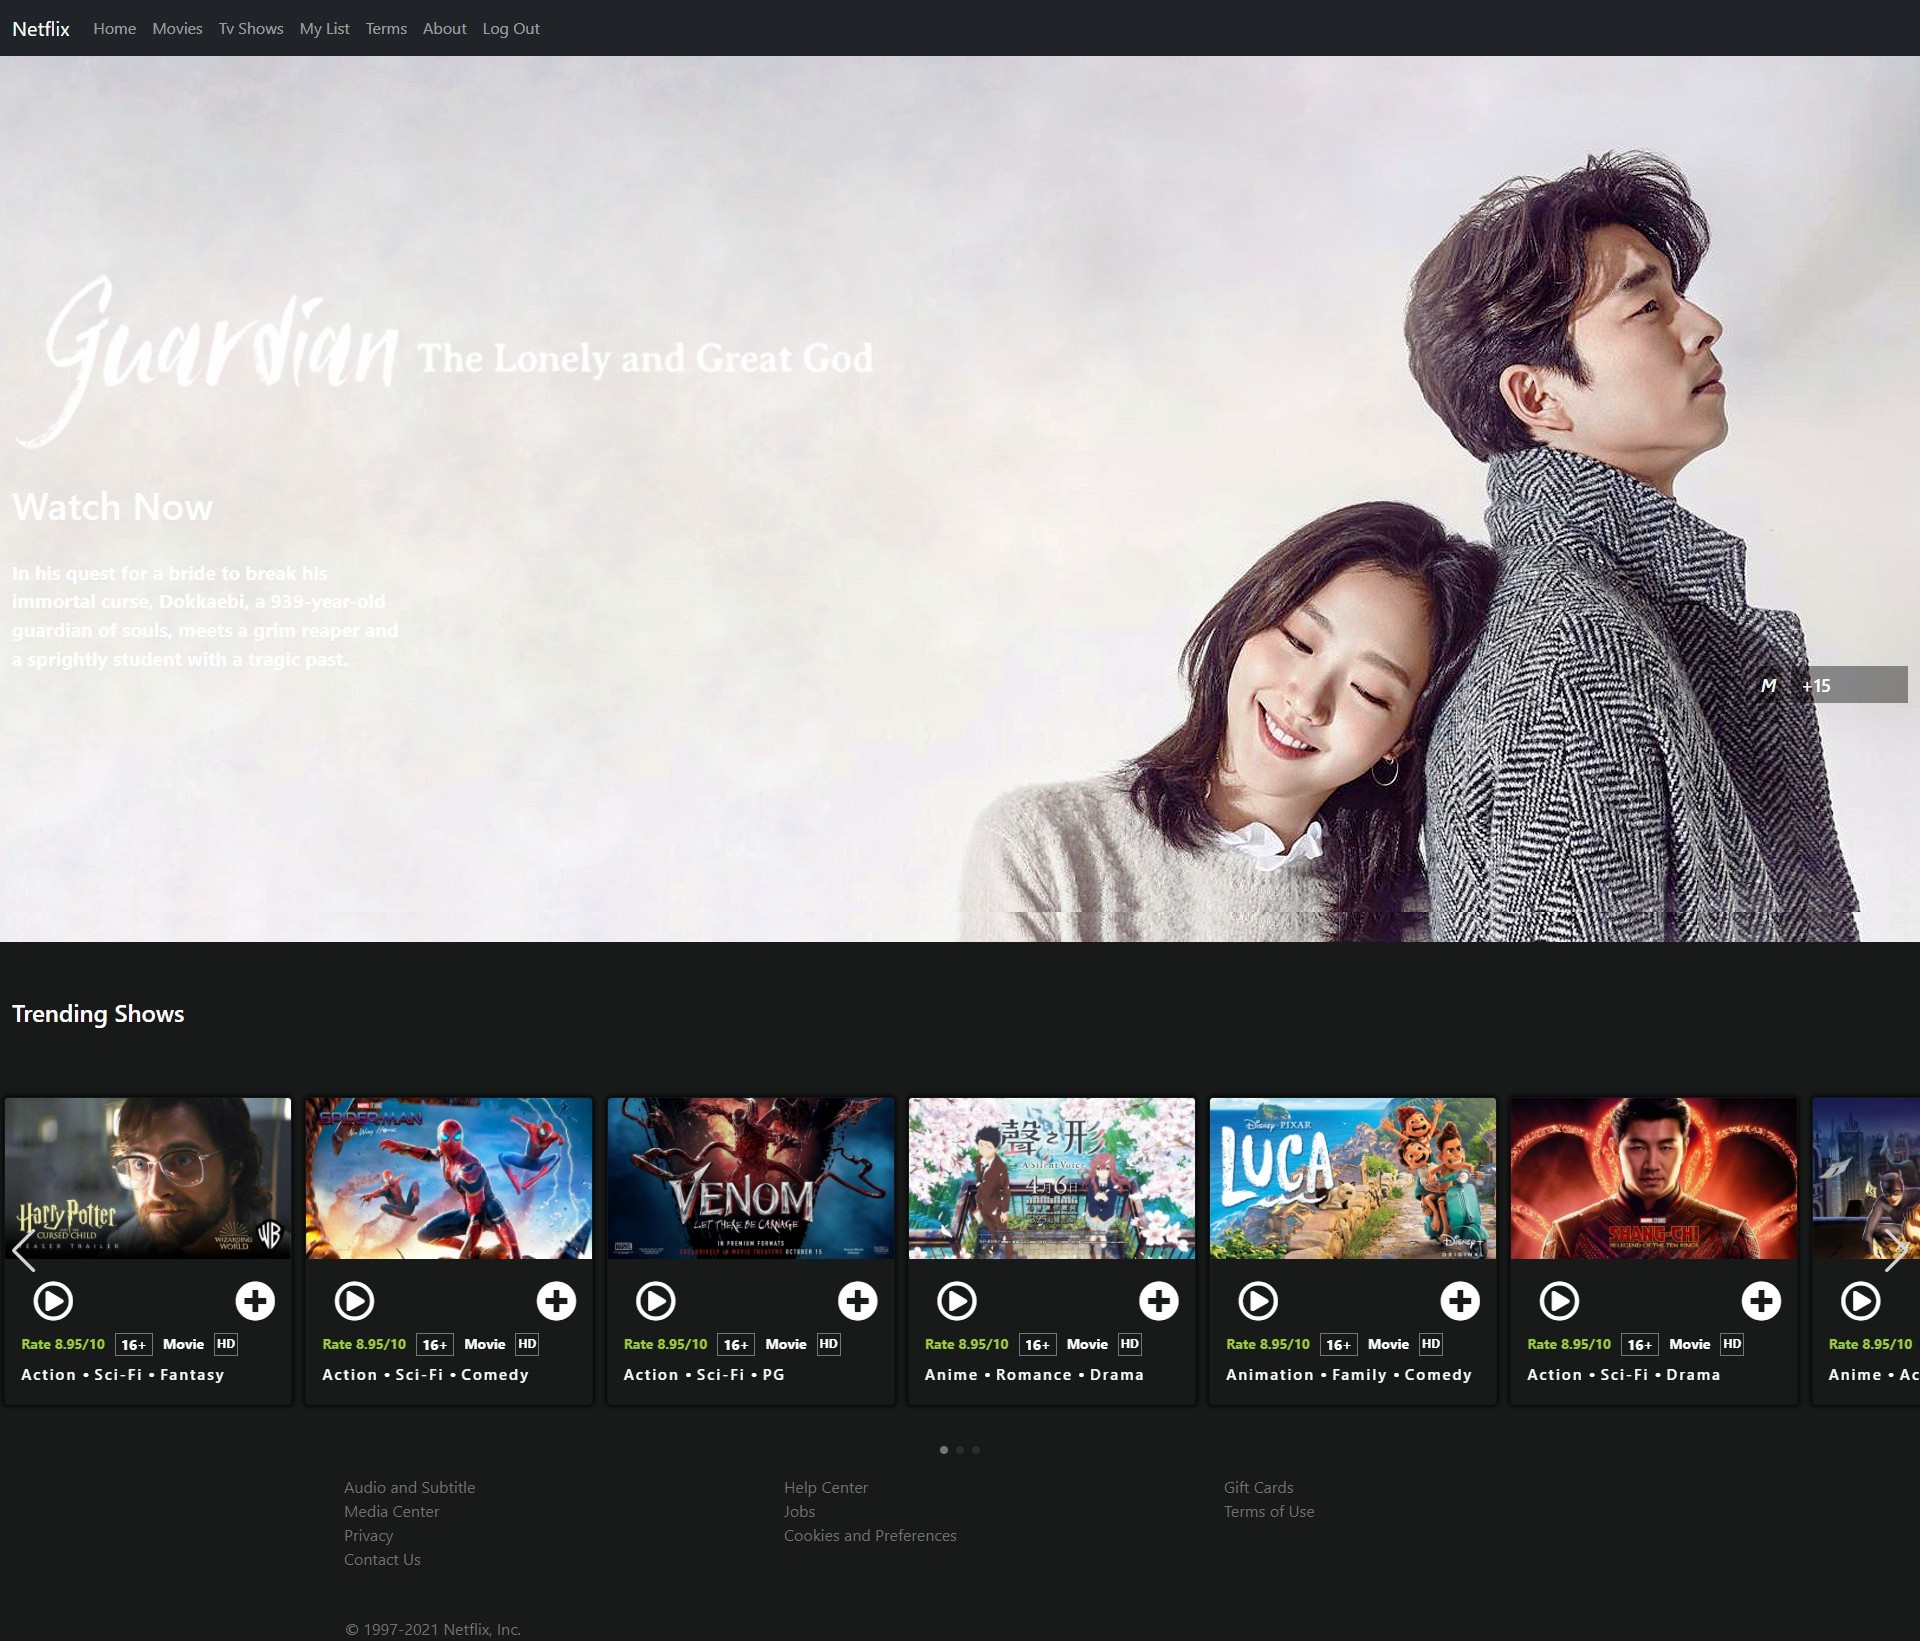 Netflix Home Movies Tv Shows My List Terms About Log Out
Guardian The Lonely and Great God
Watch Now
In his quest for a bride to break his
immortal curse, Dokkaebi, a 939-year-old
guardian of souls, meets a grim reaper and
a sprightly student with a tragic past.
M +15
Trending Shows
Harry Potter
CURSED CHILD
TEASER TRAILER
WIZARDING
WORLD
WB
SPIDER-MAN
No Way Home
VENOM
LET THERE BE CARNAGE
IN PREMIUM FORMATS
EXCLUSIVELY IN MOVIE THEATERS OCTOBER 15
聲之形
A Silent Voice
4月6日
Disney · PIXAR
LUCA
Disney+
ORIGINAL
SHANG-CHI
AND THE LEGEND OF THE TEN RINGS
Rate 8.95/10 16+ Movie HD
Action • Sci-Fi • Fantasy
Rate 8.95/10 16+ Movie HD
Action • Sci-Fi • Comedy
Rate 8.95/10 16+ Movie HD
Action • Sci-Fi • PG
Rate 8.95/10 16+ Movie HD
Anime • Romance • Drama
Rate 8.95/10 16+ Movie HD
Animation • Family • Comedy
Rate 8.95/10 16+ Movie HD
Action • Sci-Fi • Drama
Rate 8.95/10
Anime • Ac
Audio and Subtitle
Media Center
Privacy
Contact Us
Help Center
Jobs
Cookies and Preferences
Gift Cards
Terms of Use
© 1997-2021 Netflix, Inc.